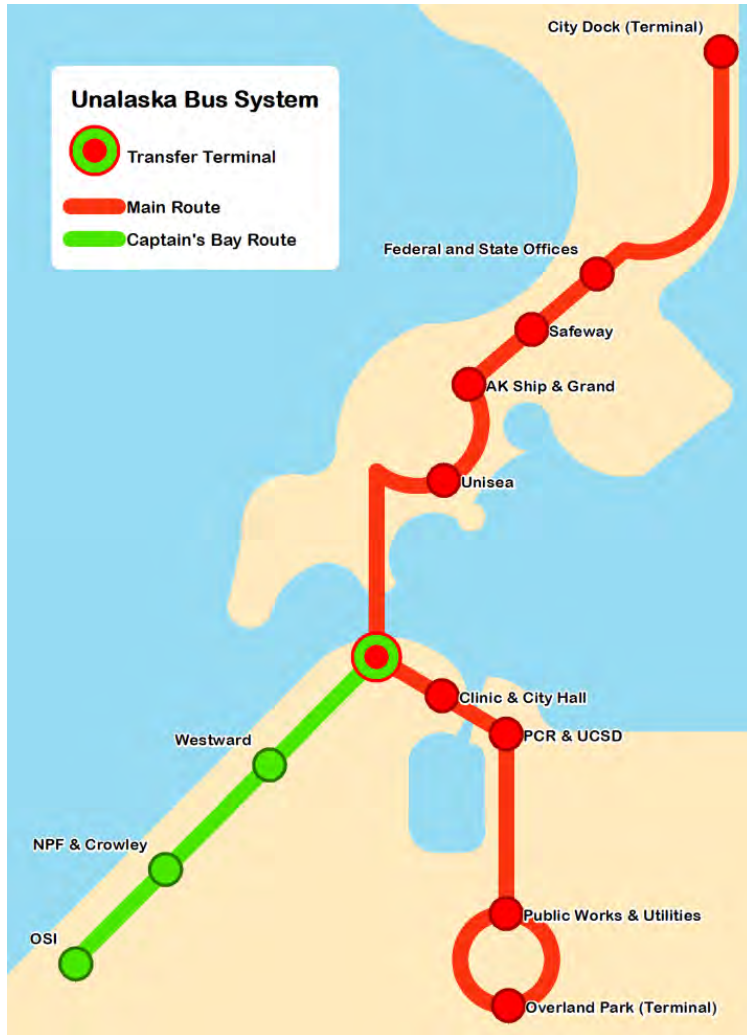 City Dock (Terminal)
Unalaska Bus System
Transfer Terminal
Main Route
Captain's Bay Route
Federal and State Offices
Safeway
AK Ship & Grand
Unisea
Clinic & City Hall
PCR & UCSD
Westward
NPF & Crowley
Public Works & Utilities
OSI
Overland Park (Terminal)